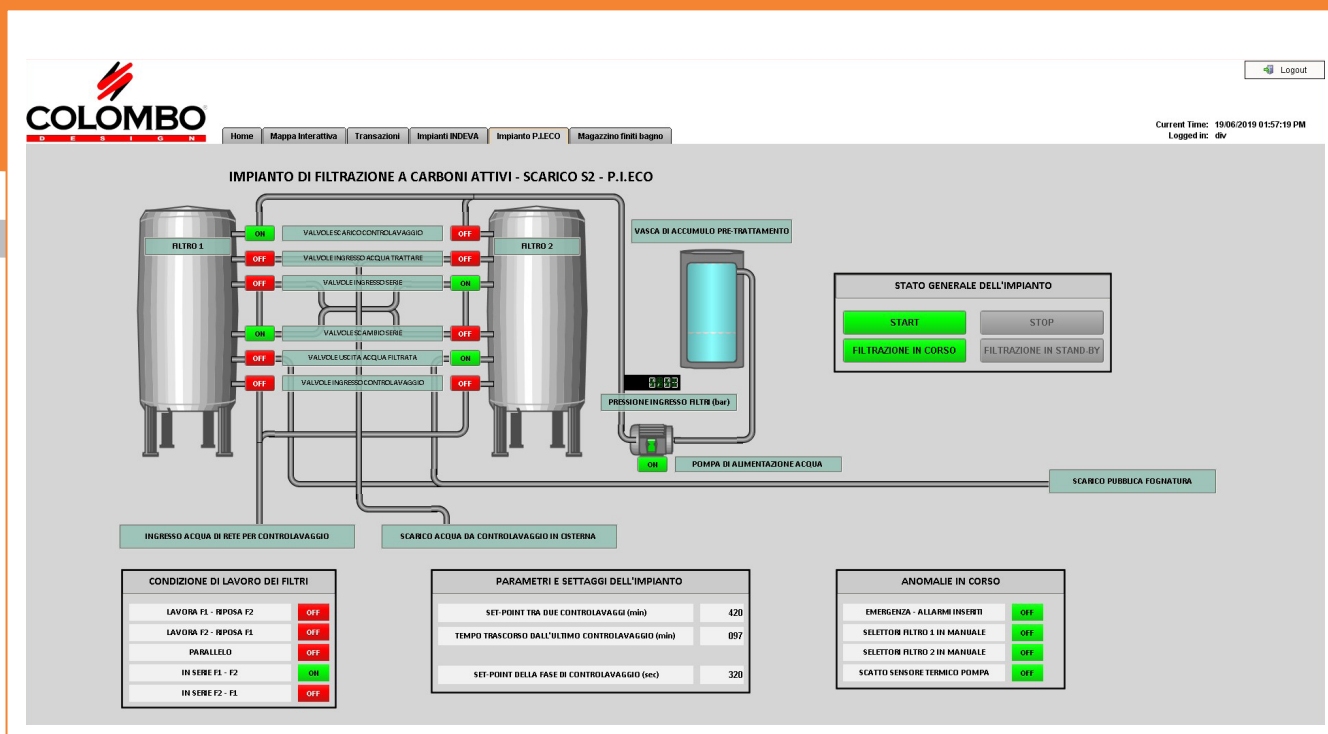 Logout
COLOMBO
DESIGN
Home
Mappa Interattiva
Transazioni
Impianti INDEVA
Impianto P.I.ECO
Magazzino finiti bagno
Current Time: 19/06/2019 01:57:19 PM
Logged in: div
IMPIANTO DI FILTRAZIONE A CARBONI ATTIVI - SCARICO S2 - P.I.ECO
FILTRO 1
ON
VALVOLE SCARICO CONTROLAVAGGIO
OFF
FILTRO 2
VASCA DI ACCUMULO PRE-TRATTAMENTO
OFF
VALVOLE INGRESSO ACQUA TRATTARE
OFF
OFF
VALVOLE INGRESSO SERIE
ON
ON
VALVOLE SCAMBIO SERIE
OFF
OFF
VALVOLE USCITA ACQUA FILTRATA
ON
OFF
VALVOLE INGRESSO CONTROLAVAGGIO
OFF
STATO GENERALE DELL'IMPIANTO
START
STOP
FILTRAZIONE IN CORSO
FILTRAZIONE IN STAND-BY
0,03
PRESSIONE INGRESSO FILTRI (bar)
ON
POMPA DI ALIMENTAZIONE ACQUA
SCARICO PUBBLICA FOGNATURA
INGRESSO ACQUA DI RETE PER CONTROLAVAGGIO
SCARICO ACQUA DA CONTROLAVAGGIO IN CISTERNA
CONDIZIONE DI LAVORO DEI FILTRI
LAVORA F1 - RIPOSA F2 OFF
LAVORA F2 - RIPOSA F1 OFF
PARALLELO OFF
IN SERIE F1 - F2 ON
IN SERIE F2 - F1 OFF
PARAMETRI E SETTAGGI DELL'IMPIANTO
SET-POINT TRA DUE CONTROLAVAGGI (min) 420
TEMPO TRASCORSO DALL'ULTIMO CONTROLAVAGGIO (min) 097
SET-POINT DELLA FASE DI CONTROLAVAGGIO (sec) 320
ANOMALIE IN CORSO
EMERGENZA - ALLARMI INSERITI OFF
SELETTORI FILTRO 1 IN MANUALE OFF
SELETTORI FILTRO 2 IN MANUALE OFF
SCATTO SENSORE TERMICO POMPA OFF